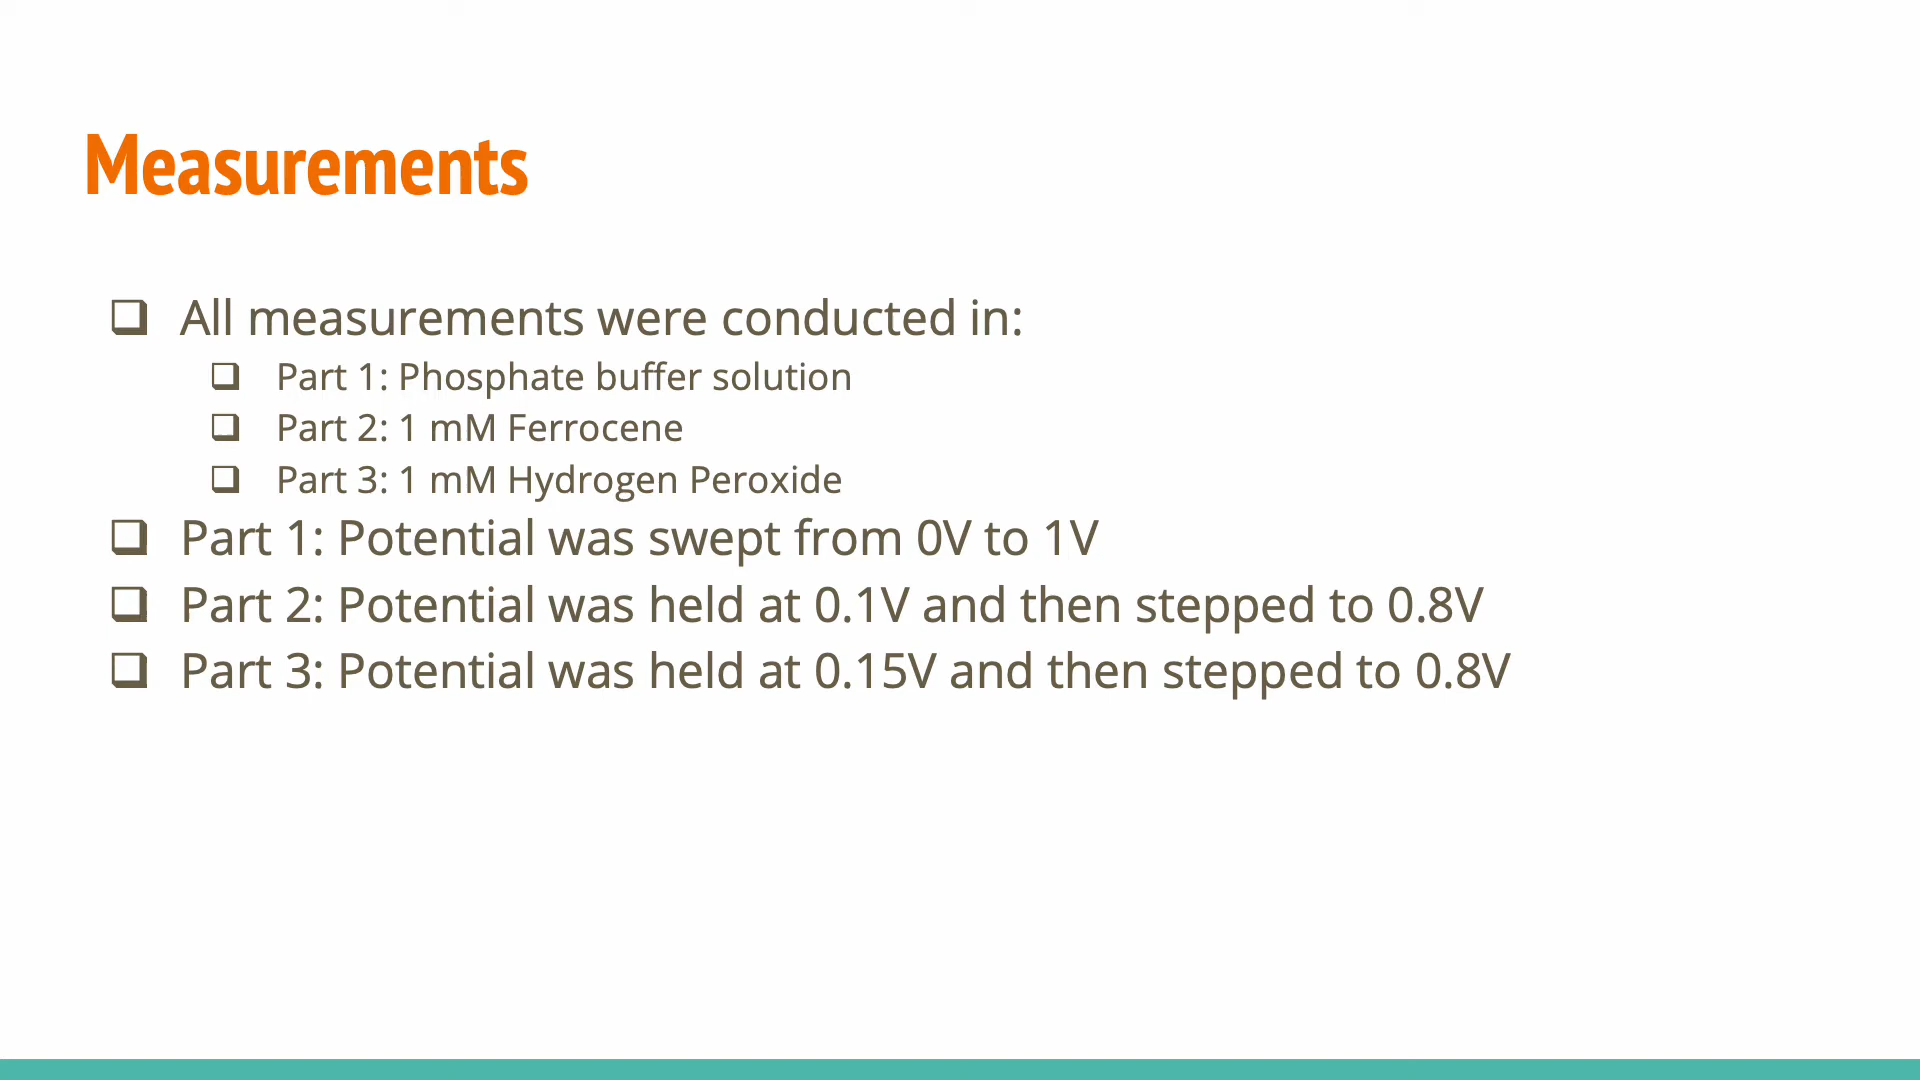 Measurements
All measurements were conducted in:
Part 1: Phosphate buffer solution
Part 2: 1 mM Ferrocene
Part 3: 1 mM Hydrogen Peroxide
Part 1: Potential was swept from 0V to 1V
Part 2: Potential was held at 0.1V and then stepped to 0.8V
Part 3: Potential was held at 0.15V and then stepped to 0.8V